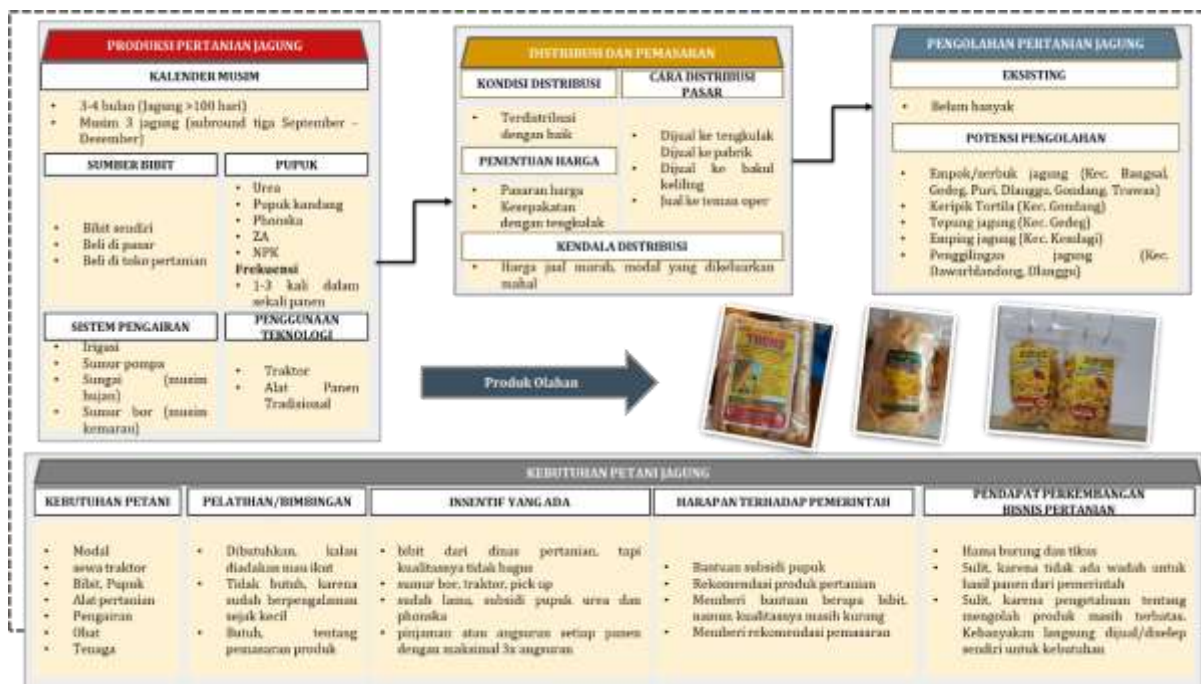 PRODUKSI PERTANIAN JAGUNG
KALENDER MUSIM
• 3-4 bulan (Jagung >100 hari)
• Musim 3 jagung (subround tiga September –
Desember)
SUMBER BIBIT
• Bibit sendiri
• Beli di pasar
• Beli di toko pertanian
PUPUK
• Urea
• Pupuk kandang
• Phonska
• ZA
• NPK
Frekuensi
• 1-3 kali dalam
sekali panen
SISTEM PENGAIRAN
• Irigasi
• Sumur pompa
• Sungai (musim
hujan)
• Sumur bor (musim
kemarau)
PENGGUNAAN
TEKNOLOGI
• Traktor
• Alat Panen
Tradisional
DISTRIBUSI DAN PEMASARAN
KONDISI DISTRIBUSI
• Terdistribusi
dengan baik
PENENTUAN HARGA
• Pasaran harga
• Kesepakatan
dengan tengkulak
CARA DISTRIBUSI
PASAR
• Dijual ke tengkulak
Dijual ke pabrik
• Dijual ke bakul
keliling
• Jual ke teman oper
KENDALA DISTRIBUSI
• Harga jual murah, modal yang dikeluarkan
mahal
PENGOLAHAN PERTANIAN JAGUNG
EKSISTING
• Belum banyak
POTENSI PENGOLAHAN
• Empok/serbuk jagung (Kec. Bangsal,
Gedeg, Puri, Dlanggu, Gondang, Trawas)
• Keripik Tortila (Kec. Gondang)
• Tepung jagung (Kec. Gedeg)
• Emping jagung (Kec. Kemlagi)
• Penggilingan jagung (Kec.
Dawarblandong, Dlanggu)
Produk Olahan
KEBUTUHAN PETANI JAGUNG
KEBUTUHAN PETANI
• Modal
• sewa traktor
• Bibit, Pupuk
• Alat pertanian
• Pengairan
• Obat
• Tenaga
PELATIHAN/BIMBINGAN
• Dibutuhkan, kalau
diadakan mau ikut
• Tidak butuh, karena
sudah berpengalaman
sejak kecil
• Butuh, tentang
pemasaran produk
INSENTIF YANG ADA
• bibit dari dinas pertanian, tapi
kualitasnya tidak bagus
• sumur bor, traktor, pick up
• sudah lama, subsidi pupuk urea dan
phonska
• pinjaman atau angsuran setiap panen
dengan maksimal 3x angsuran
HARAPAN TERHADAP PEMERINTAH
• Bantuan subsidi pupuk
• Rekomendasi produk pertanian
• Memberi bantuan berupa bibit,
namun kualitasnya masih kurang
• Memberi rekomendasi pemasaran
PENDAPAT PERKEMBANGAN
BISNIS PERTANIAN
• Hama burung dan tikus
• Sulit, karena tidak ada wadah untuk
hasil panen dari pemerintah
• Sulit, karena pengetahuan tentang
mengolah produk masih terbatas.
Kebanyakan langsung dijual/diselep
sendiri untuk kebutuhan